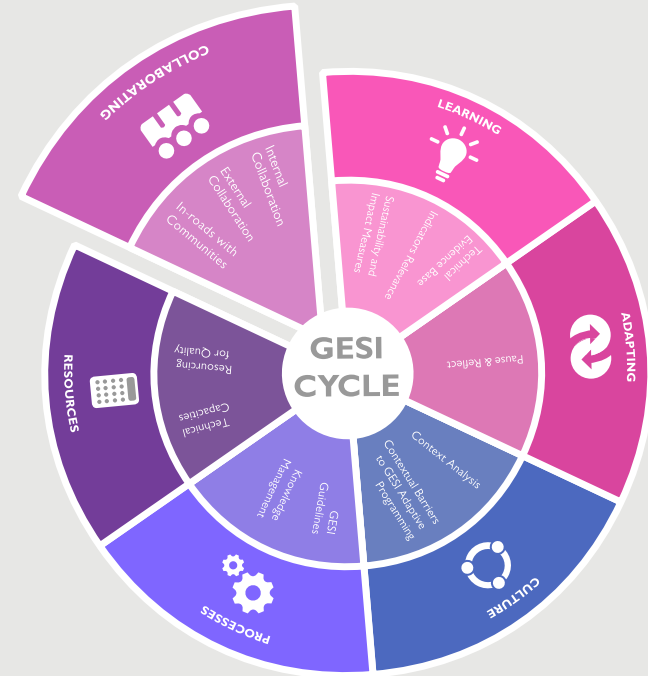 COLLABORATING
Internal
Collaboration
External
Collaboration
In-roads with
Communities
LEARNING
Technical
Evidence Base
Indicators Relevance
Sustainability and
Impact Measures
ADAPTING
Pause & Reflect
CULTURE
Context Analysis
Contextual Barriers
to GESI Adaptive
Programming
PROCESSES
GESI
Guidelines
Knowledge
Management
RESOURCES
Technical
Capacities
Resourcing
for Quality
GESI
CYCLE